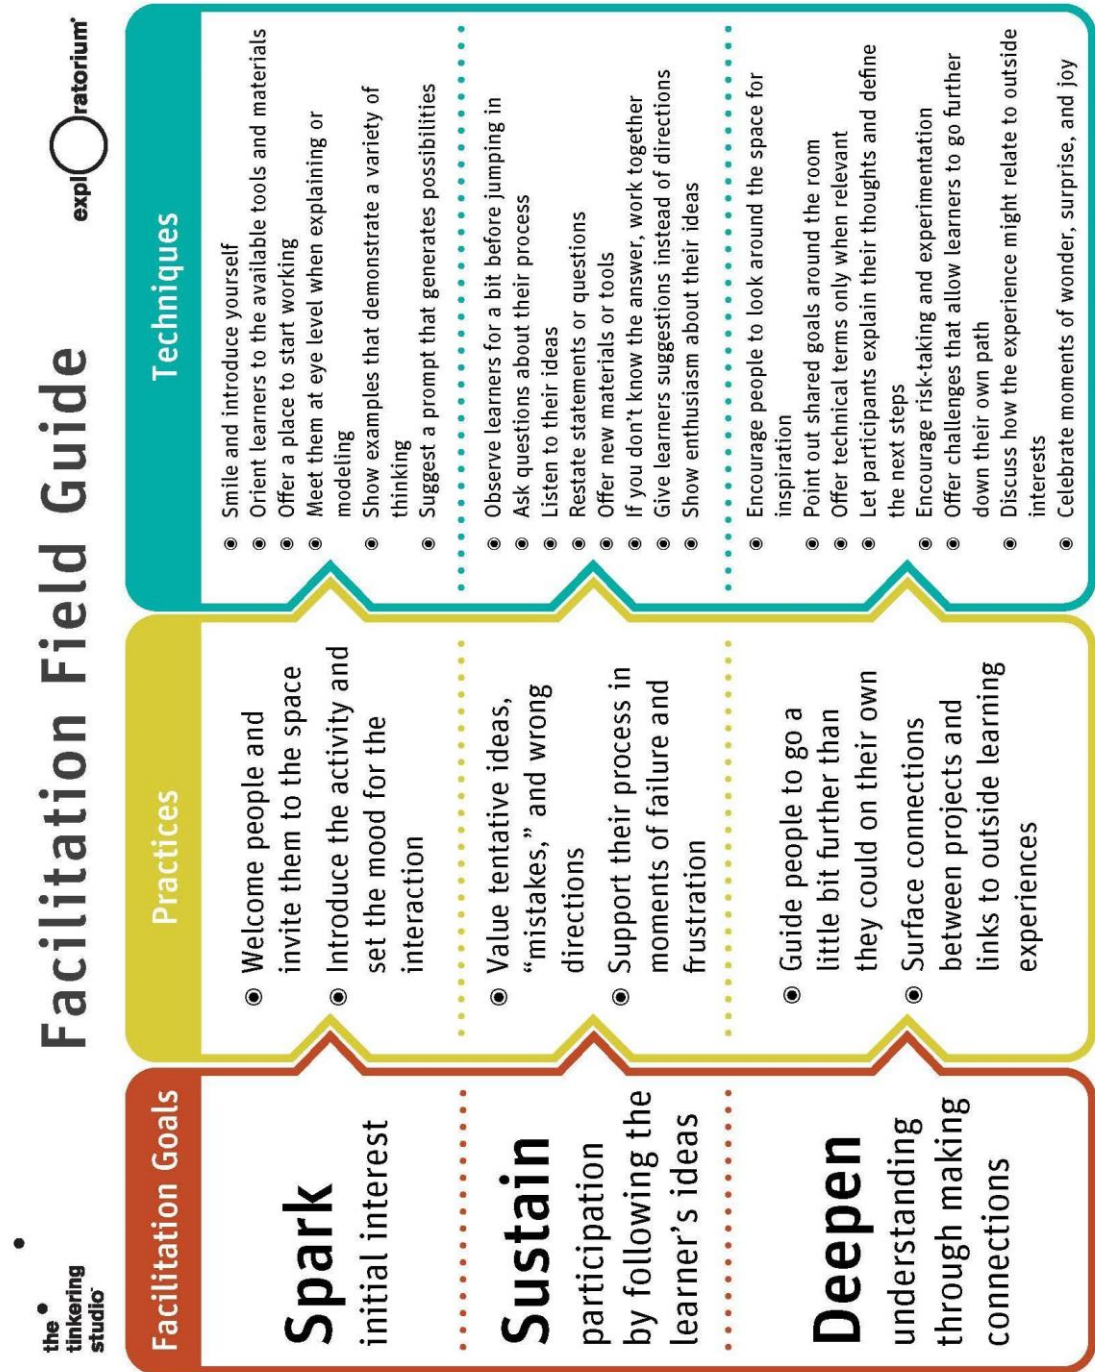 the
tinkering
studio
Facilitation Field Guide
expl ratorium®
Facilitation Goals
Practices
Techniques
Spark
initial interest
● Welcome people and
invite them to the space
● Introduce the activity and
set the mood for the
interaction
● Smile and introduce yourself
● Orient learners to the available tools and materials
● Offer a place to start working
● Meet them at eye level when explaining or
modeling
● Show examples that demonstrate a variety of
thinking
● Suggest a prompt that generates possibilities
Sustain
participation
by following the
learner’s ideas
● Value tentative ideas,
“mistakes,” and wrong
directions
● Support their process in
moments of failure and
frustration
● Observe learners for a bit before jumping in
● Ask questions about their process
● Listen to their ideas
● Restate statements or questions
● Offer new materials or tools
● If you don’t know the answer, work together
● Give learners suggestions instead of directions
● Show enthusiasm about their ideas
Deepen
understanding
through making
connections
● Guide people to go a
little bit further than
they could on their own
● Surface connections
between projects and
links to outside learning
experiences
● Encourage people to look around the space for
inspiration
● Point out shared goals around the room
● Offer technical terms only when relevant
● Let participants explain their thoughts and define
the next steps
● Encourage risk-taking and experimentation
● Offer challenges that allow learners to go further
down their own path
● Discuss how the experience might relate to outside
interests
● Celebrate moments of wonder, surprise, and joy